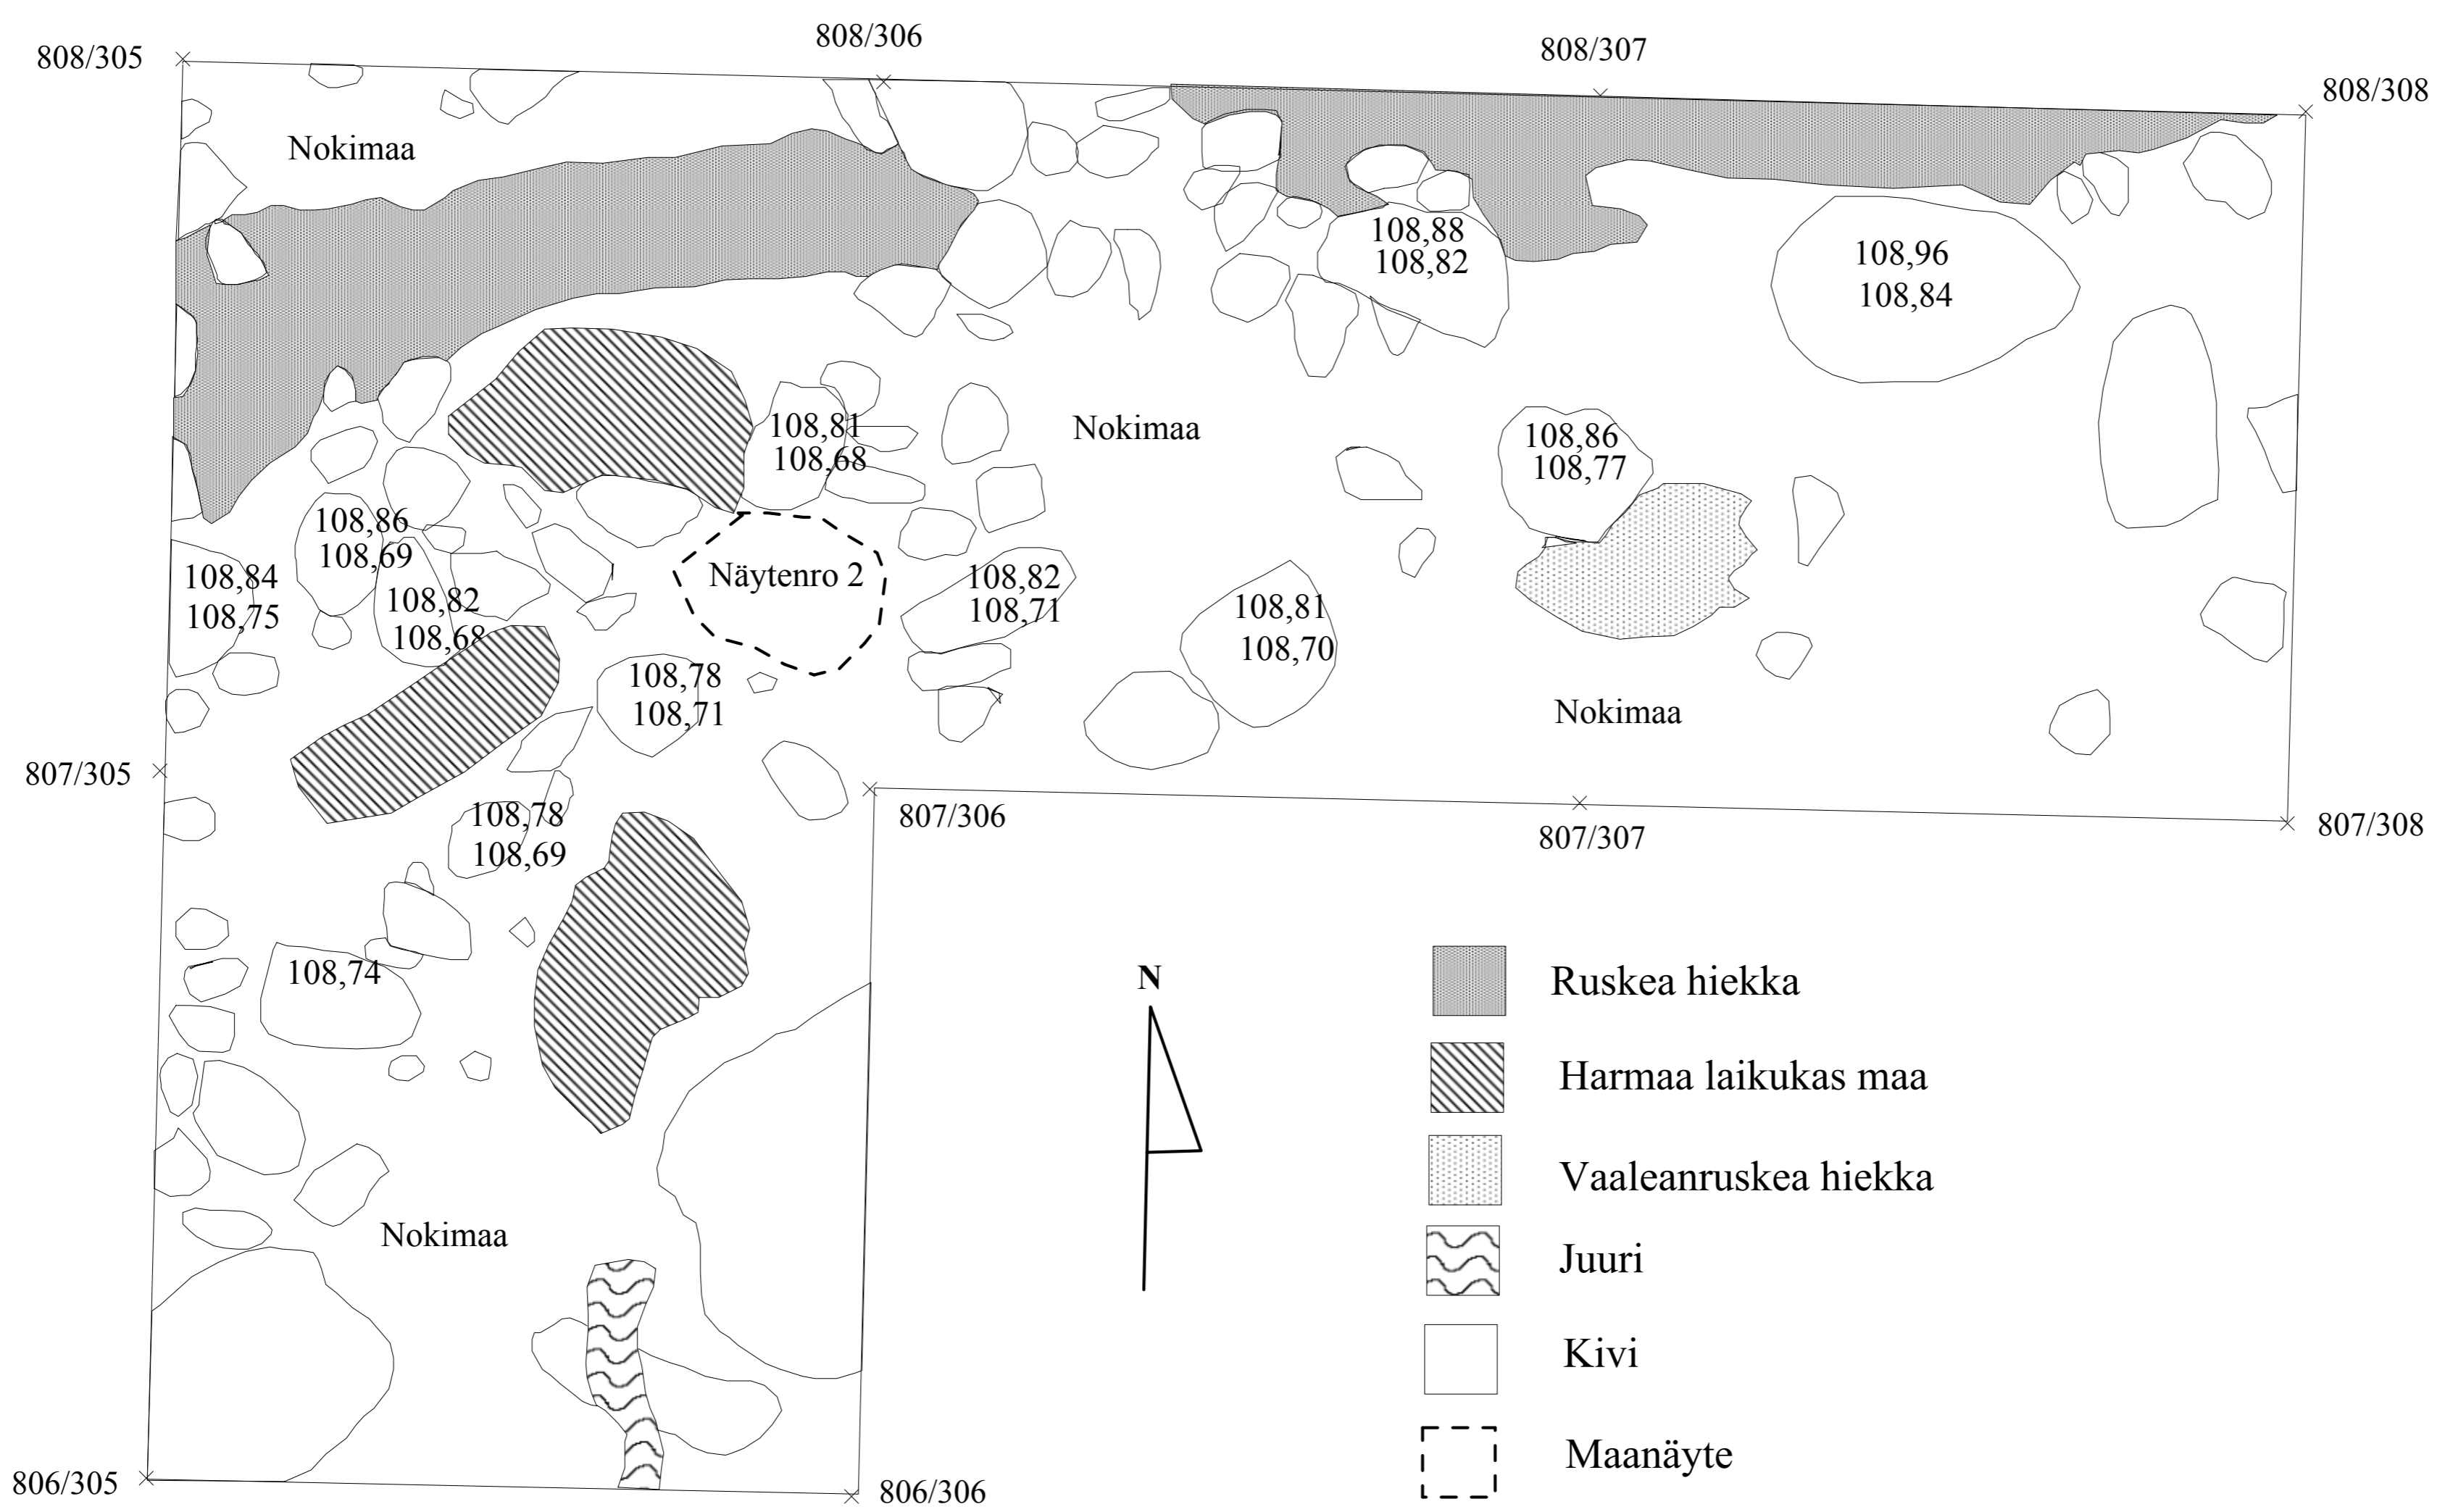 808/305
808/306
808/307
808/308
Nokimaa
108,88
108,82
108,96
108,84
108,81
108,68
Nokimaa
108,86
108,77
108,86
108,69
108,84
108,75
108,82
108,68
Näytenro 2
108,82
108,71
108,81
108,70
108,78
108,71
Nokimaa
807/305
108,78
108,69
807/306
807/307
807/308
108,74
N
Nokimaa
806/305
806/306
Ruskea hiekka
Harmaa laikukas maa
Vaaleanruskea hiekka
Juuri
Kivi
Maanäyte